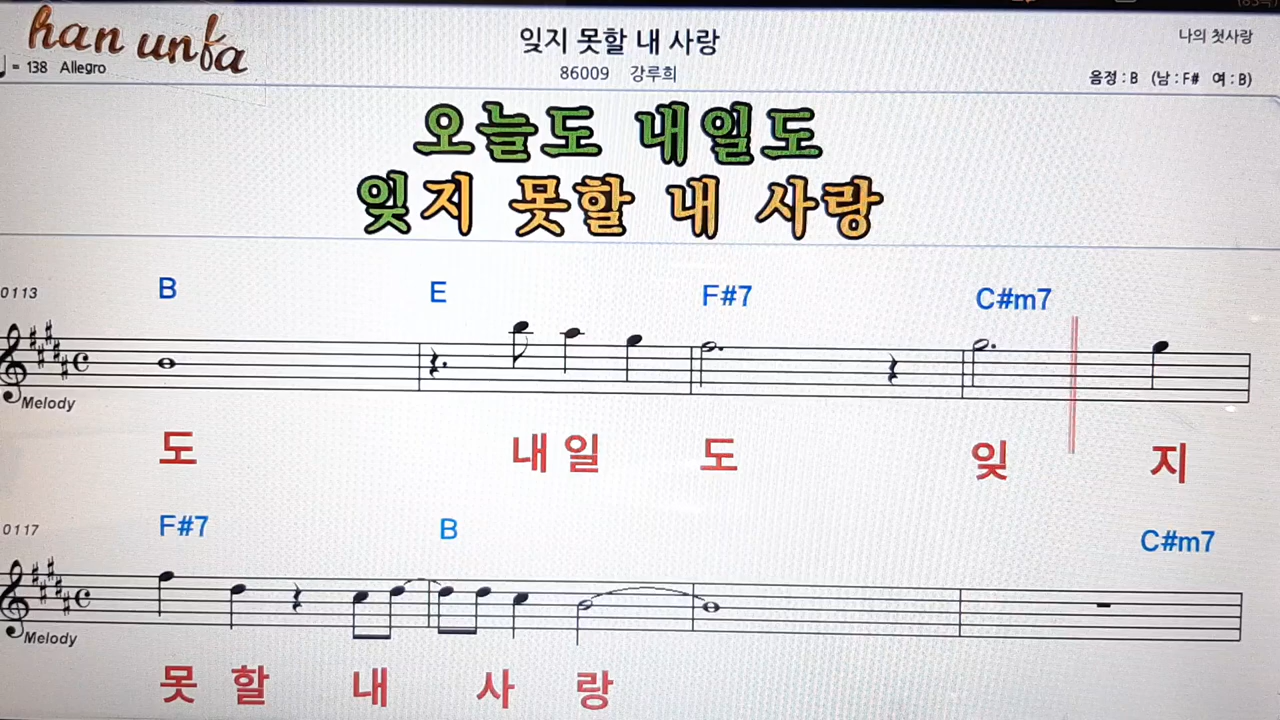 han unfa
잊지 못할 내 사랑
나의 첫사랑
= 138 Allegro
86009 강루희
음정 : B (남 : F# 여 : B)
오늘도 내일도
잊지 못할 내 사랑
0113 B E F#7 C#m7
Melody
도 내일 도 잊 지
0117 F#7 B C#m7
Melody
못 할 내 사 랑